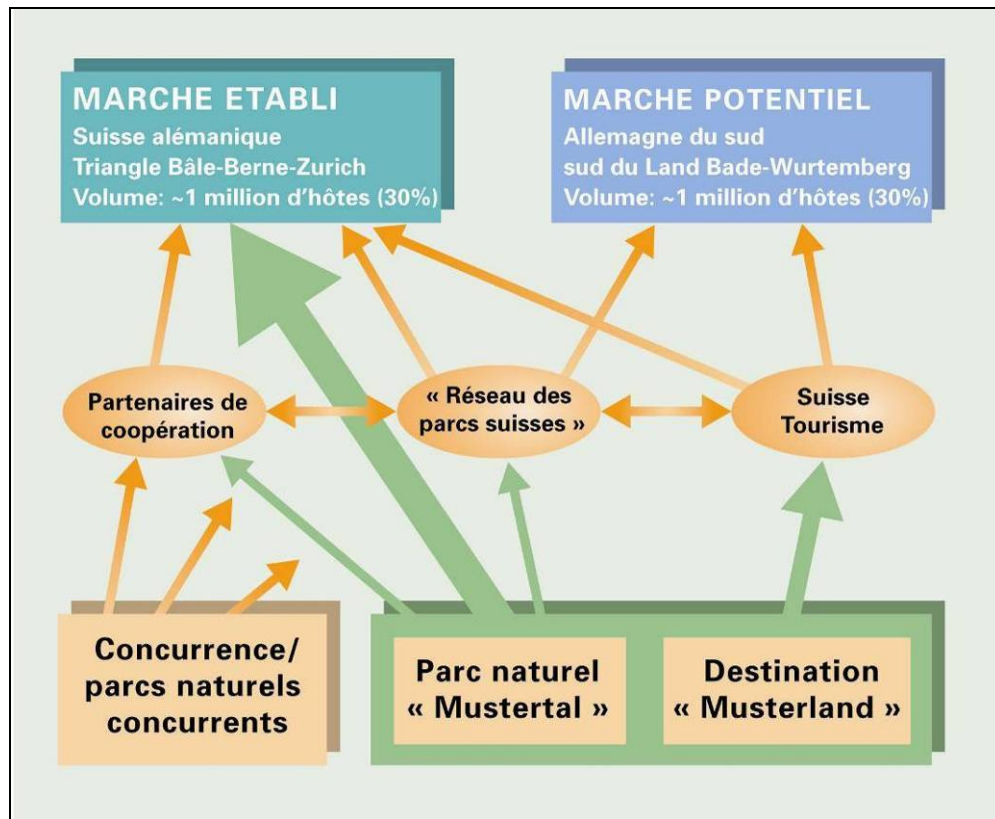 MARCHE ETABLI
Suisse alémanique
Triangle Bâle-Berne-Zurich
Volume: ~1 million d’hôtes (30%)
MARCHE POTENTIEL
Allemagne du sud
sud du Land Bade-Wurtemberg
Volume: ~1 million d’hôtes (30%)
Partenaires de
coopération
« Réseau des
parcs suisses »
Suisse
Tourisme
Concurrence/
parcs naturels
concurrents
Parc naturel
« Mustertal »
Destination
« Musterland »